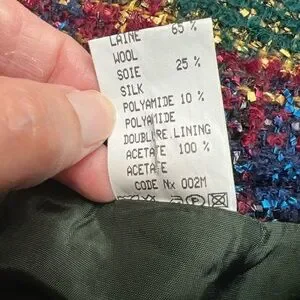 LAINE 65 %
WOOL
SOIE 25 %
SILK
POLYAMIDE 10 %
POLYAMIDE
DOUBLURE.LINING
ACETATE 100 %
ACETATE
CODE Nx 002M